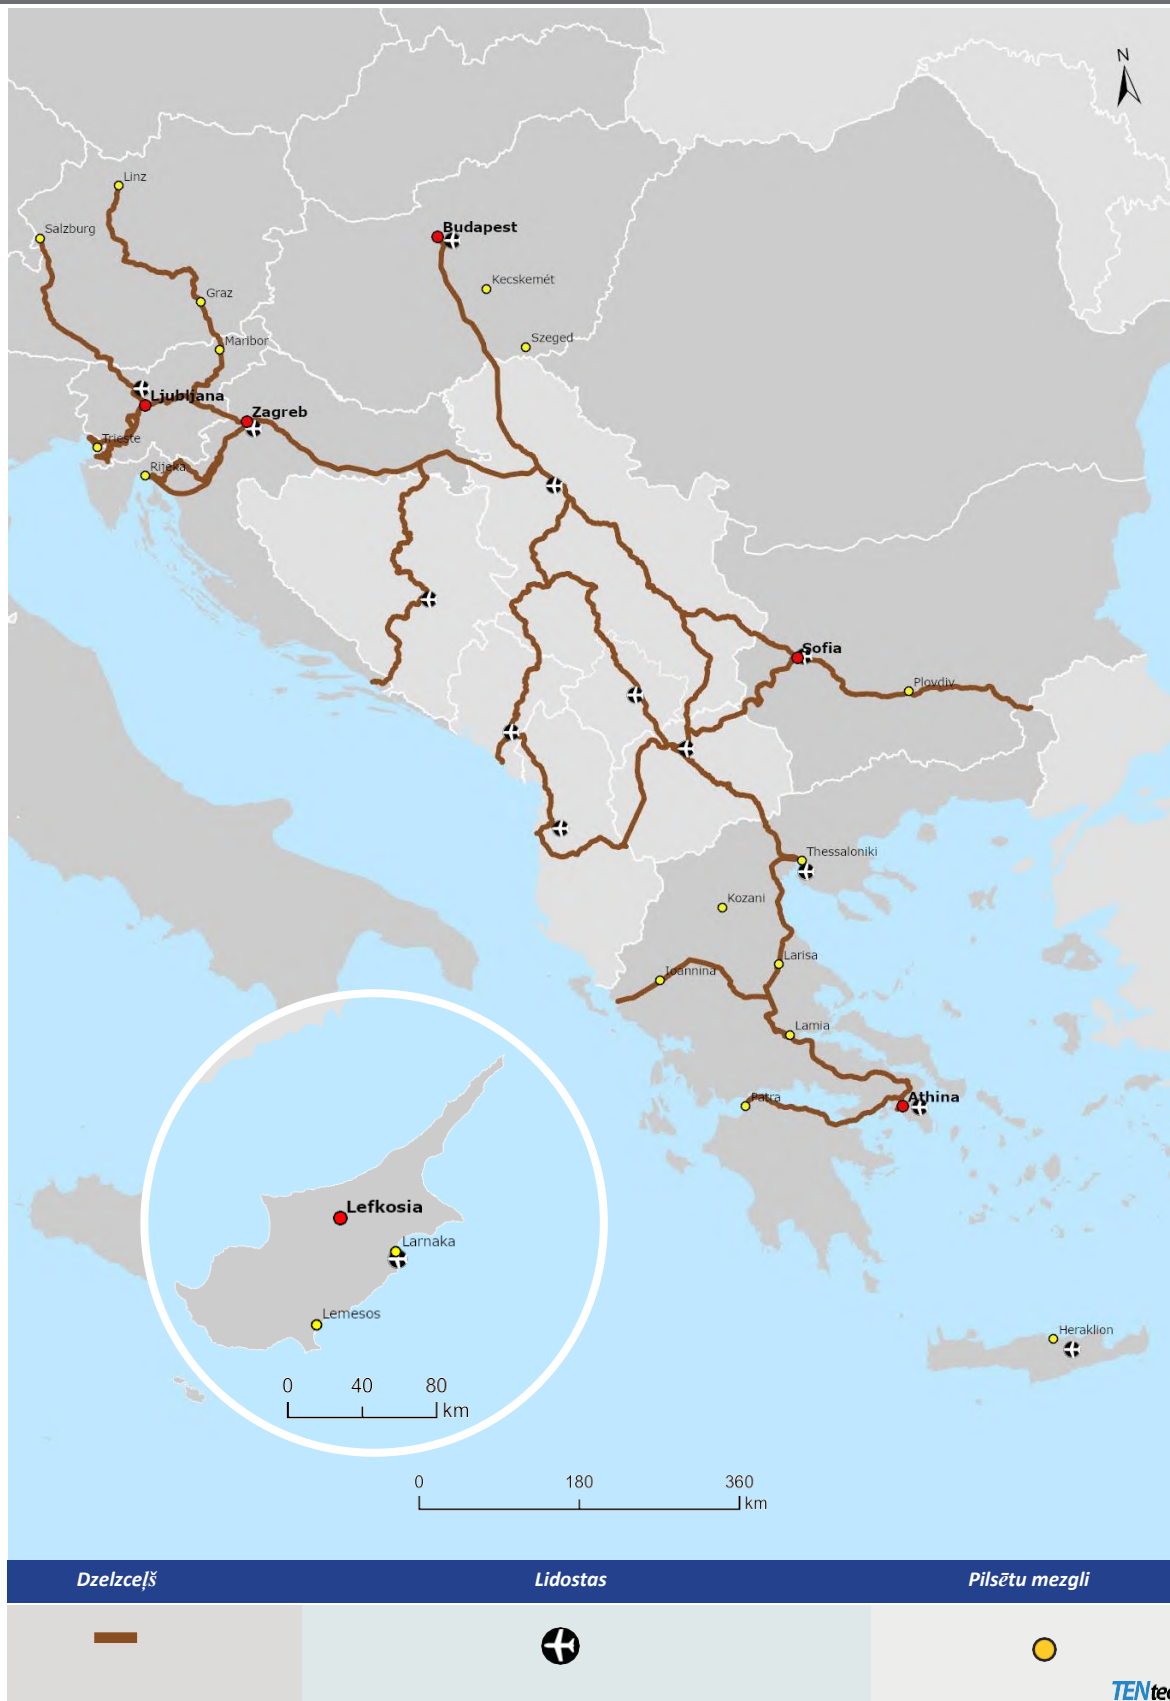 N
Linz
Salzburg
Budapest
Kecskemét
Graz
Szeged
Maribor
Ljubljana
Zagreb
Trieste
Rijeka
Sofia
Plovdiv
Thessaloniki
Kozani
Larisa
Ioannina
Lamia
Athina
Patra
Lefkosia
Larnaka
Lemesos
Heraklion
0 40 80
km
0 180 360
km
Dzelzceļš Lidostas Pilsētu mezgli